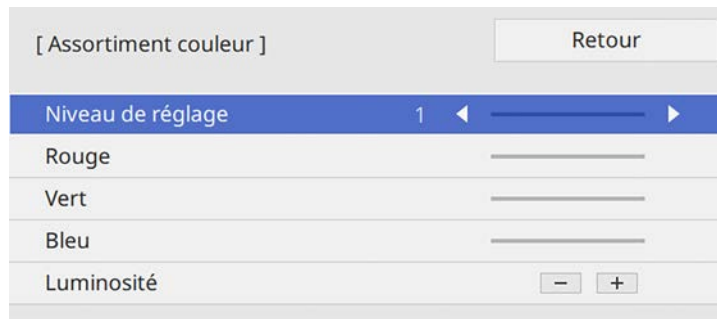 [ Assortiment couleur ]
Retour
Niveau de réglage 1
Rouge
Vert
Bleu
Luminosité − +